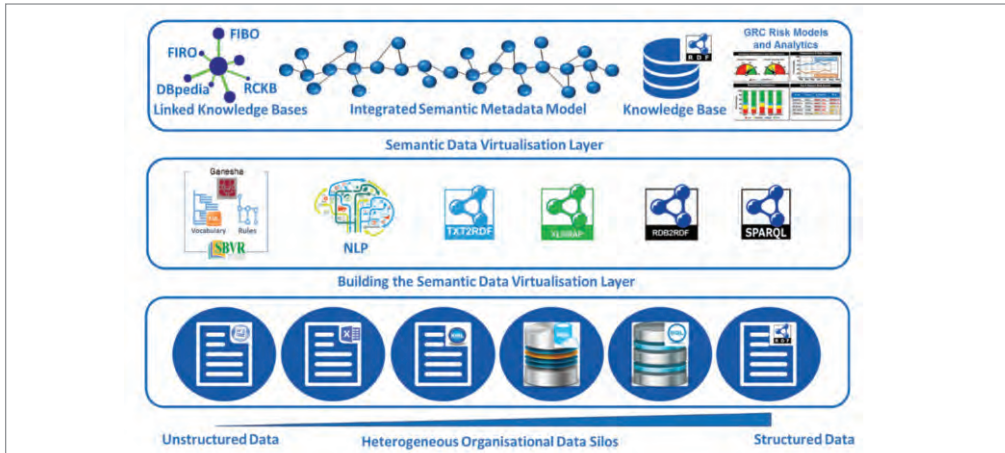 FIBO
FIRO
DBpedia
RCKB
Linked Knowledge Bases
Integrated Semantic Metadata Model
RDF
Knowledge Base
GRC Risk Models
and Analytics
Semantic Data Virtualisation Layer
Ganesha
Vocabulary
Rules
SBVR
NLP
TXT2RDF
RDB2RDF
SPARQL
Building the Semantic Data Virtualisation Layer
RDF
Unstructured Data
Heterogeneous Organisational Data Silos
Structured Data